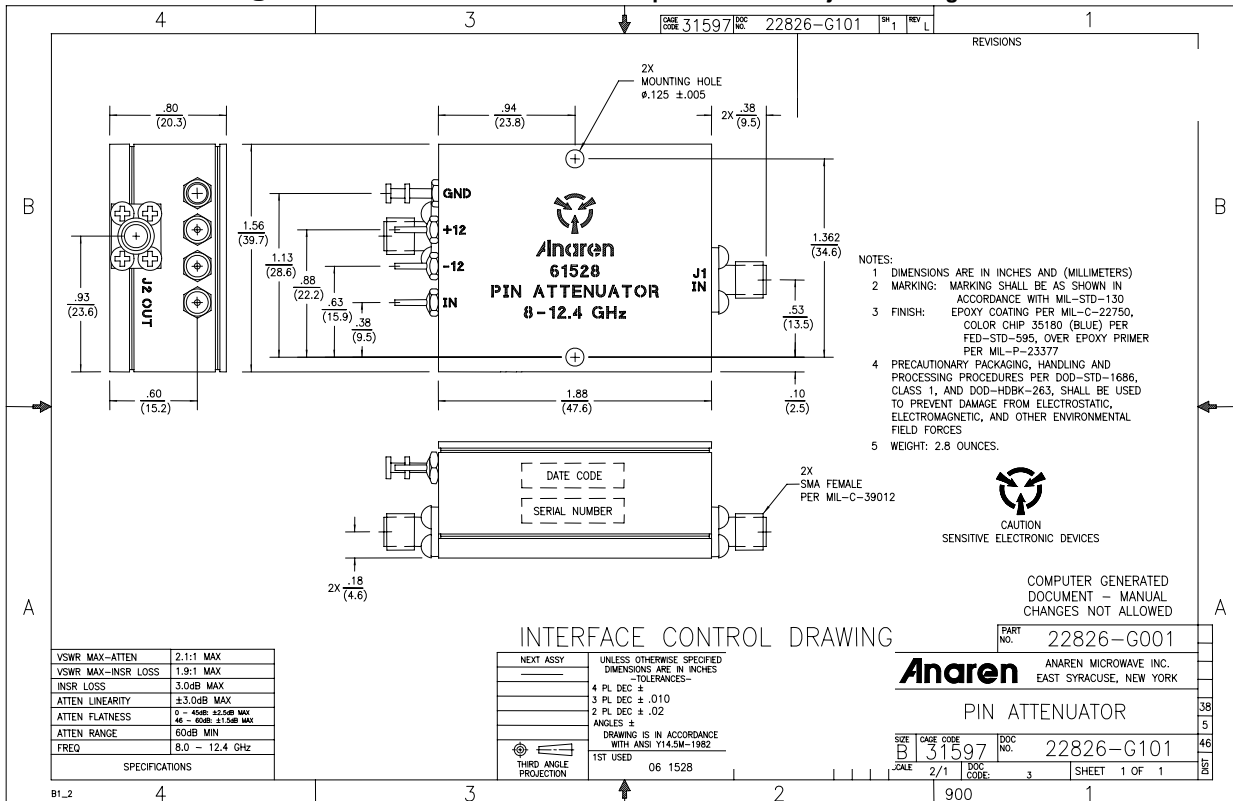 4 3 1
CAGE CODE 31597 DOC NO. 22826-G101 SH 1 REV L
REVISIONS
2X
MOUNTING HOLE
ø.125 ±.005
.80
(20.3)
.94
(23.8)
2X .38
(9.5)
B
B
GND
+12
-12
IN
Anaren
61528
PIN ATTENUATOR
8-12.4 GHz
J1
IN
J2 OUT
1.56
(39.7)
1.13
(28.6)
.88
(22.2)
.63
(15.9)
.38
(9.5)
1.362
(34.6)
.53
(13.5)
.93
(23.6)
.60
(15.2)
1.88
(47.6)
.10
(2.5)
NOTES:
1 DIMENSIONS ARE IN INCHES AND (MILLIMETERS)
2 MARKING: MARKING SHALL BE AS SHOWN IN
ACCORDANCE WITH MIL-STD-130
3 FINISH: EPOXY COATING PER MIL-C-22750,
COLOR CHIP 35180 (BLUE) PER
FED-STD-595, OVER EPOXY PRIMER
PER MIL-P-23377
4 PRECAUTIONARY PACKAGING, HANDLING AND
PROCESSING PROCEDURES PER DOD-STD-1686,
CLASS 1, AND DOD-HDBK-263, SHALL BE USED
TO PREVENT DAMAGE FROM ELECTROSTATIC,
ELECTROMAGNETIC, AND OTHER ENVIRONMENTAL
FIELD FORCES
5 WEIGHT: 2.8 OUNCES.
DATE CODE
SERIAL NUMBER
2X
SMA FEMALE
PER MIL-C-39012
2X .18
(4.6)
CAUTION
SENSITIVE ELECTRONIC DEVICES
COMPUTER GENERATED
DOCUMENT - MANUAL
CHANGES NOT ALLOWED
A
A
INTERFACE CONTROL DRAWING
VSWR MAX-ATTEN 2.1:1 MAX
VSWR MAX-INSR LOSS 1.9:1 MAX
INSR LOSS 3.0dB MAX
ATTEN LINEARITY ±3.0dB MAX
ATTEN FLATNESS 0 - 45dB: ±2.5dB MAX
46 - 60dB: ±1.5dB MAX
ATTEN RANGE 60dB MIN
FREQ 8.0 - 12.4 GHz
SPECIFICATIONS
NEXT ASSY
UNLESS OTHERWISE SPECIFIED
DIMENSIONS ARE IN INCHES
-TOLERANCES-
4 PL DEC ±
3 PL DEC ± .010
2 PL DEC ± .02
ANGLES ±
DRAWING IS IN ACCORDANCE
WITH ANSI Y14.5M-1982
THIRD ANGLE
PROJECTION
1ST USED
06 1528
PART NO. 22826-G001
Anaren
ANAREN MICROWAVE INC.
EAST SYRACUSE, NEW YORK
PIN ATTENUATOR
SIZE B CAGE CODE 31597 DOC NO. 22826-G101
SCALE 2/1 DOC CODE: 3 SHEET 1 OF 1
38
5
46
DIST
B1_2 4 3 2 900 1